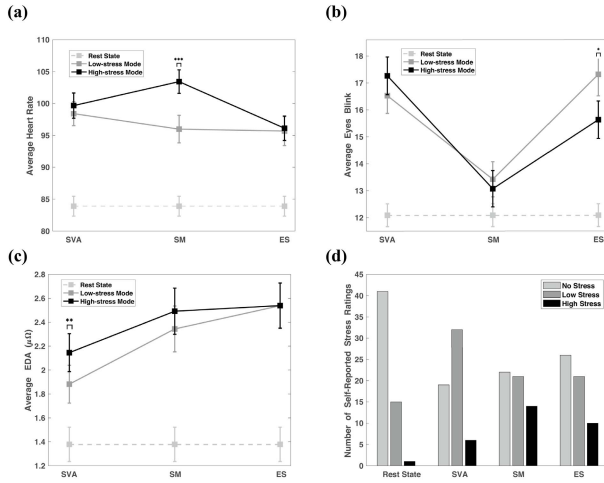 (a)
110
105
100
95
90
85
80
Average Heart Rate
Rest State
Low-stress Mode
High-stress Mode
***
SVA
SM
ES
(b)
17
16
15
14
13
12
Average Eyes Blink
Rest State
Low-stress Mode
High-stress Mode
*
SVA
SM
ES
(c)
2.8
2.6
2.4
2.2
2
1.8
1.6
1.4
1.2
Average EDA (μΩ)
Rest State
Low-stress Mode
High-stress Mode
**
SVA
SM
ES
(d)
45
40
35
30
25
20
15
10
5
0
Number of Self-Reported Stress Ratings
No Stress
Low Stress
High Stress
Rest State
SVA
SM
ES